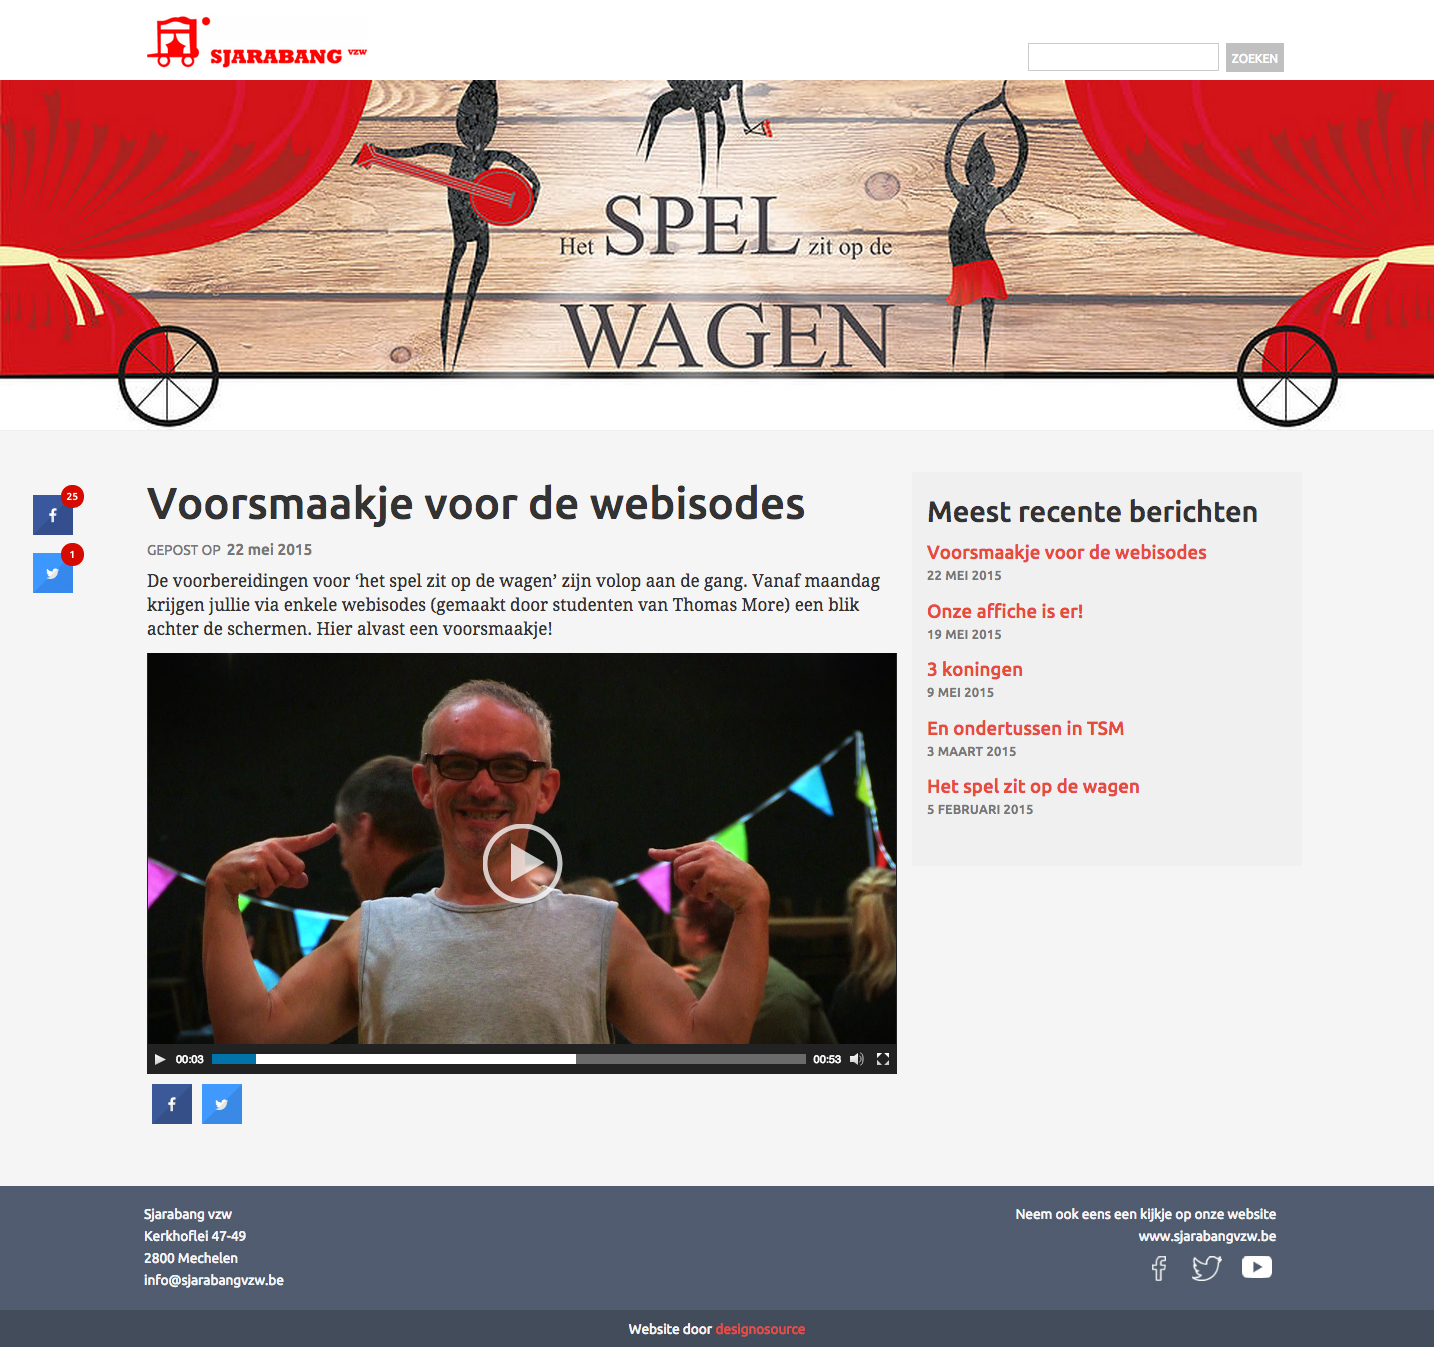 SJARABANG VZW
ZOEKEN
Het SPEL zit op de
WAGEN
25
1
Voorsmaakje voor de webisodes
GEPOST OP 22 mei 2015
De voorbereidingen voor ‘het spel zit op de wagen’ zijn volop aan de gang. Vanaf maandag
krijgen jullie via enkele webisodes (gemaakt door studenten van Thomas More) een blik
achter de schermen. Hier alvast een voorsmaakje!
00:03
00:53
Meest recente berichten
Voorsmaakje voor de webisodes
22 MEI 2015
Onze affiche is er!
19 MEI 2015
3 koningen
9 MEI 2015
En ondertussen in TSM
3 MAART 2015
Het spel zit op de wagen
5 FEBRUARI 2015
Sjarabang vzw
Kerkhoflei 47-49
2800 Mechelen
info@sjarabangvzw.be
Neem ook eens een kijkje op onze website
www.sjarabangvzw.be
Website door designosource